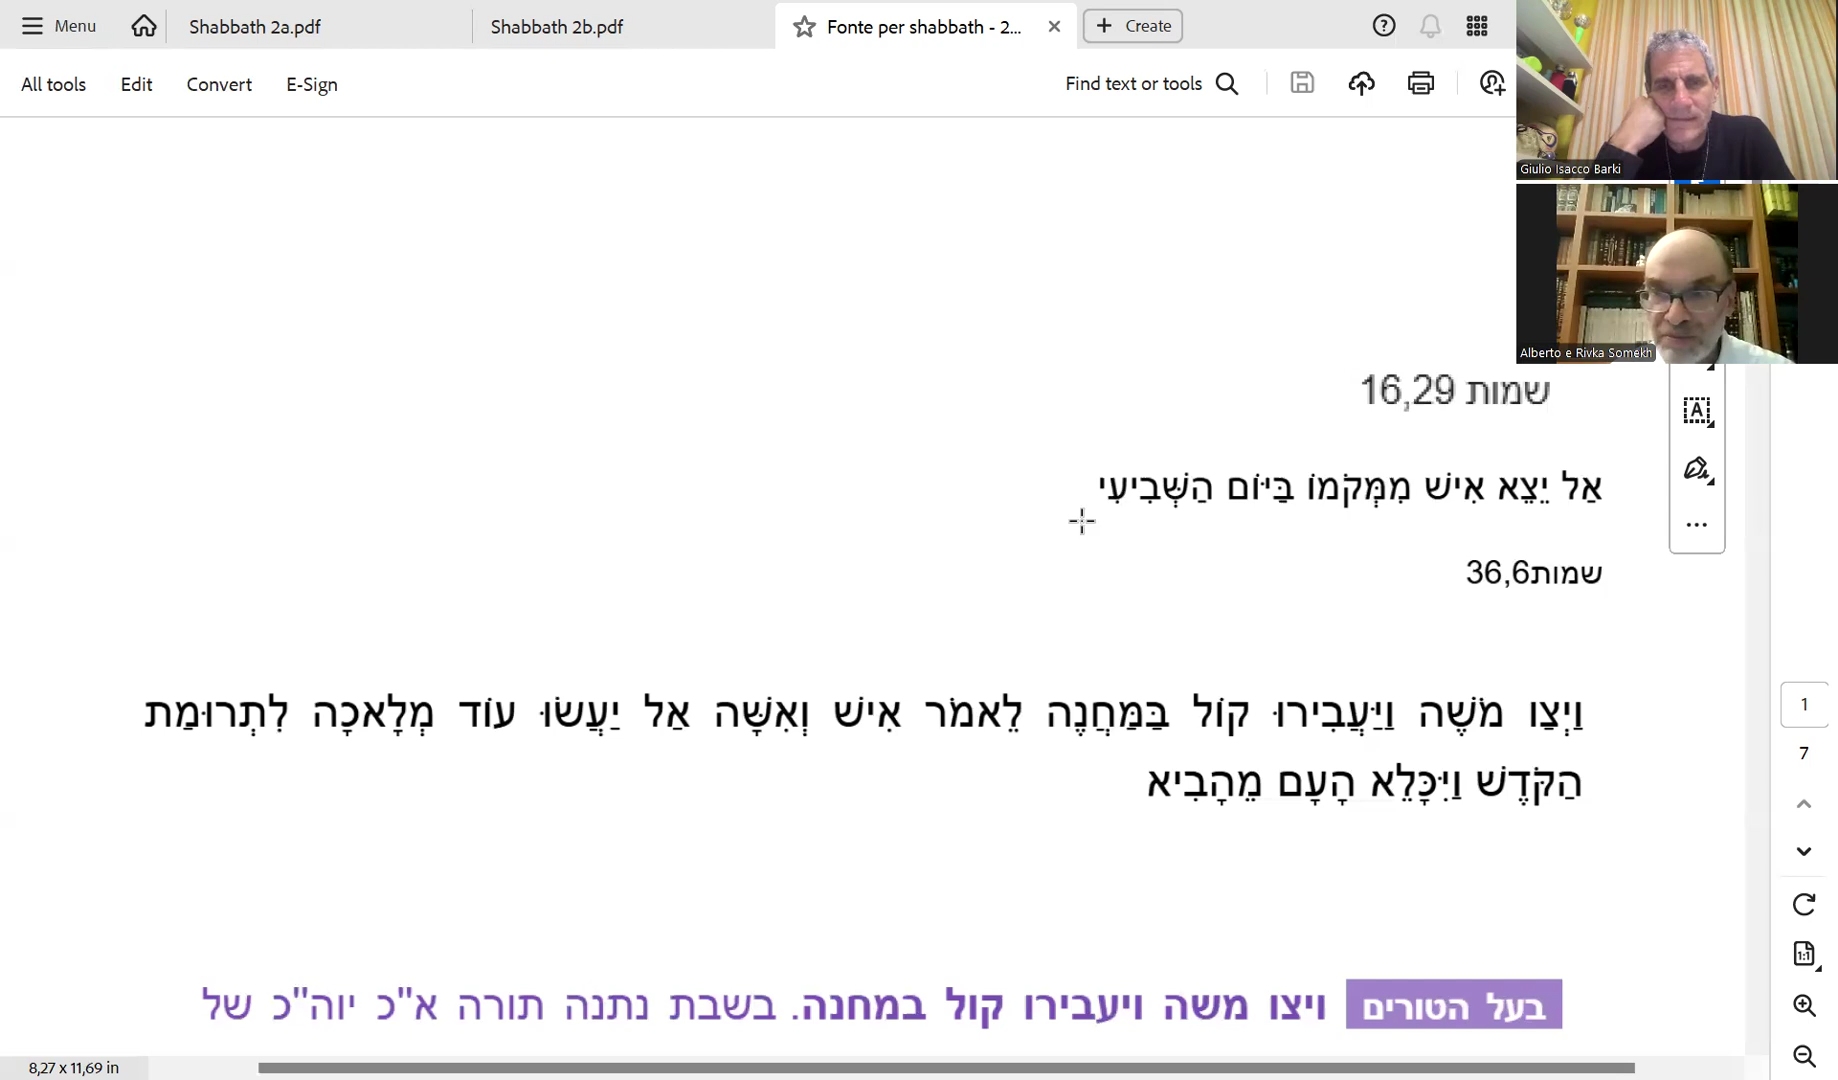 Menu
Shabbath 2a.pdf
Shabbath 2b.pdf
Fonte per shabbath - 2...
Create
All tools
Edit
Convert
E-Sign
Find text or tools
Giulio Isacco Barki
Alberto e Rivka Somekh
שמות 16,29
אַל יֵצֵא אִישׁ מִמְּקֹמוֹ בַּיּוֹם הַשְּׁבִיעִי
שמות36,6
וַיְצַו מֹשֶׁה וַיַּעֲבִירוּ קוֹל בַּמַּחֲנֶה לֵאמֹר אִישׁ וְאִשָּׁה אַל יַעֲשׂוּ עוֹד מְלָאכָה לִתְרוּמַת
הַקֹּדֶשׁ וַיִּכָּלֵא הָעָם מֵהָבִיא
בעל הטורים ויצו משה ויעבירו קול במחנה. בשבת נתנה תורה א"כ יוה"כ של
1
7
1:1
8,27 x 11,69 in